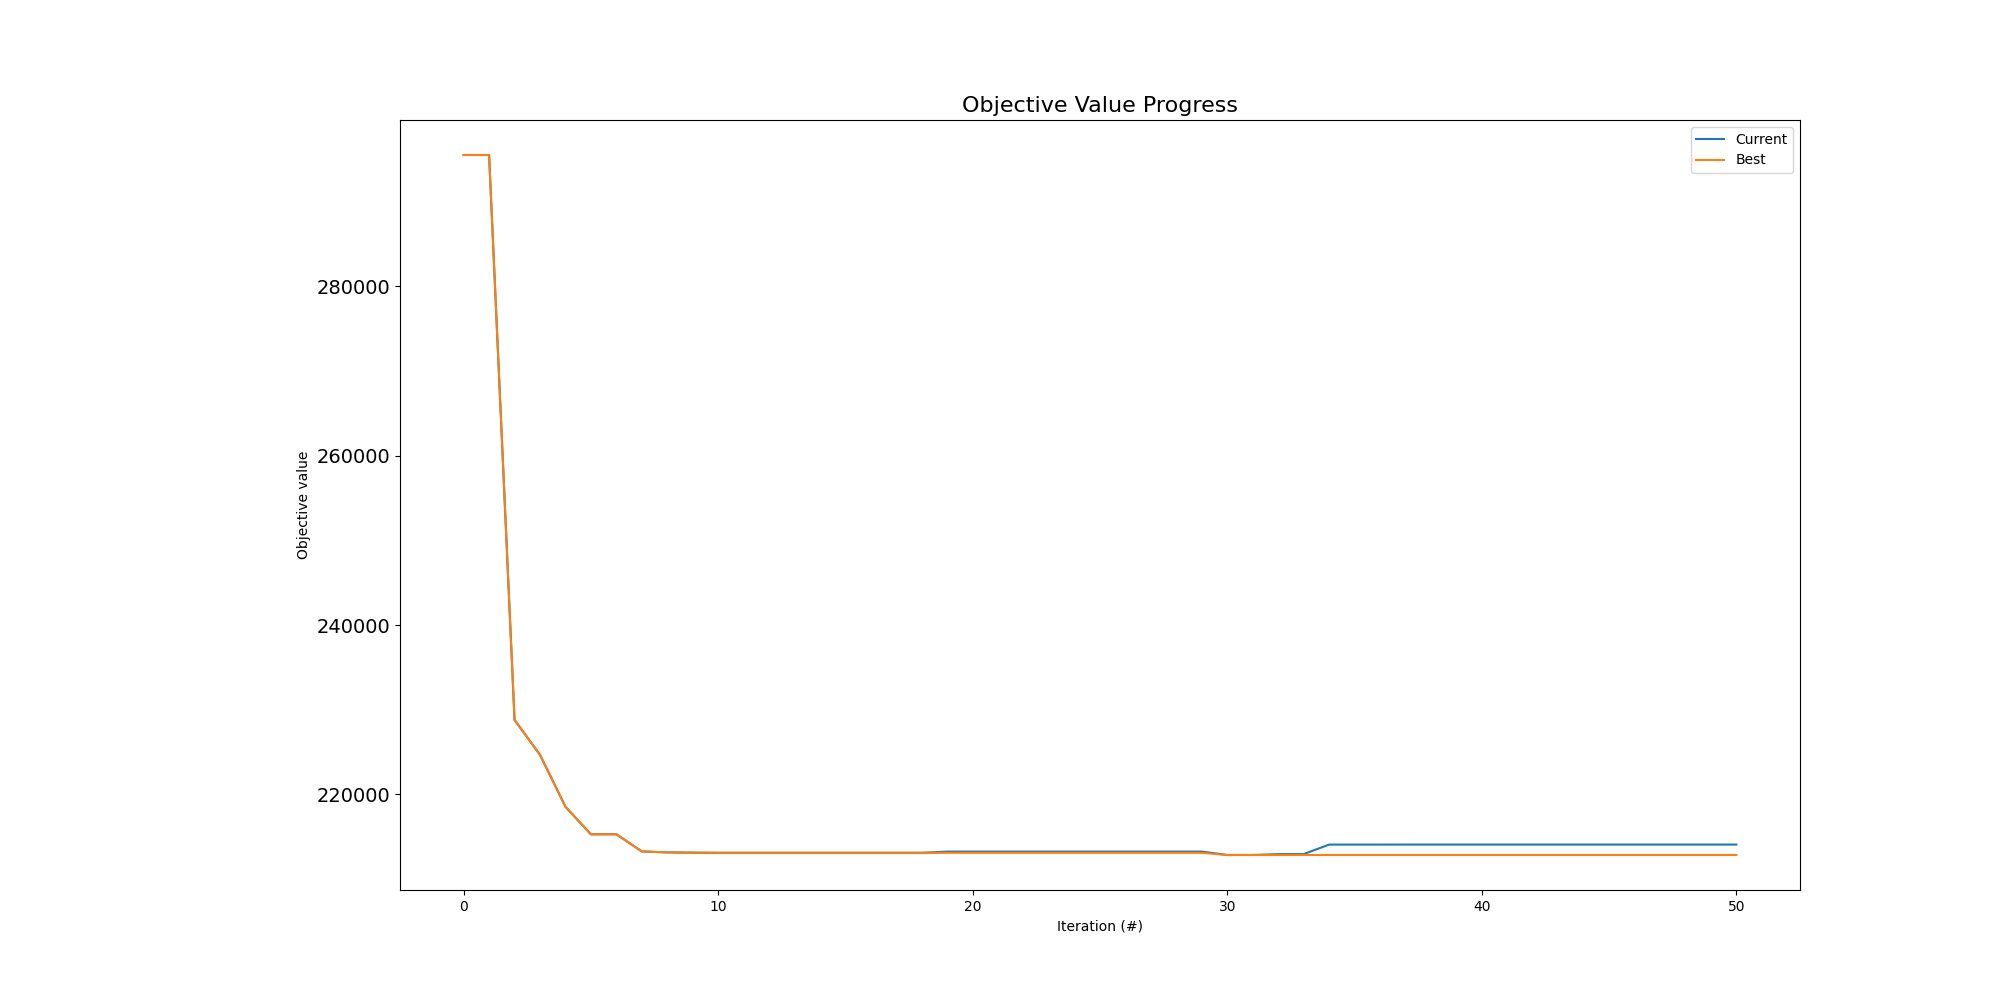 Objective Value Progress
Current
Best
280000
260000
240000
220000
Objective value
0 10 20 30 40 50
Iteration (#)